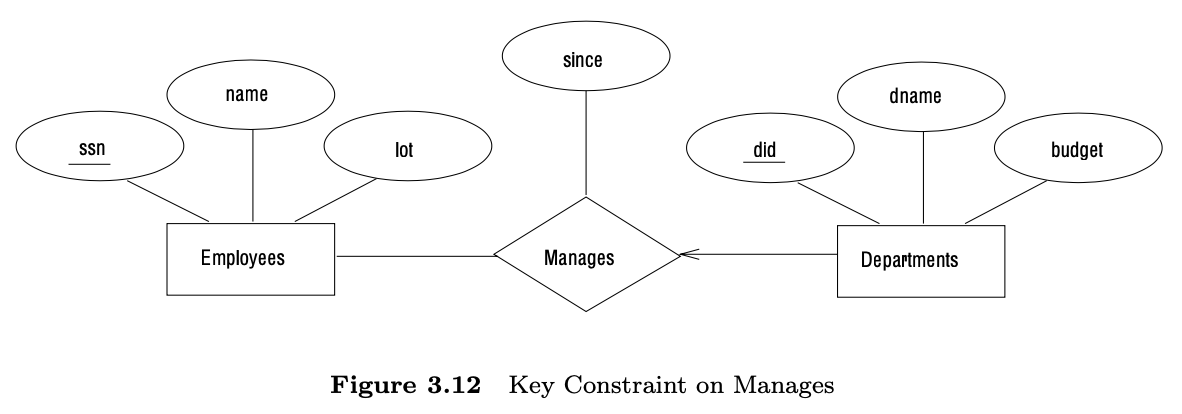 since
name
dname
ssn
lot
did
budget
Employees
Manages
Departments
Figure 3.12 Key Constraint on Manages